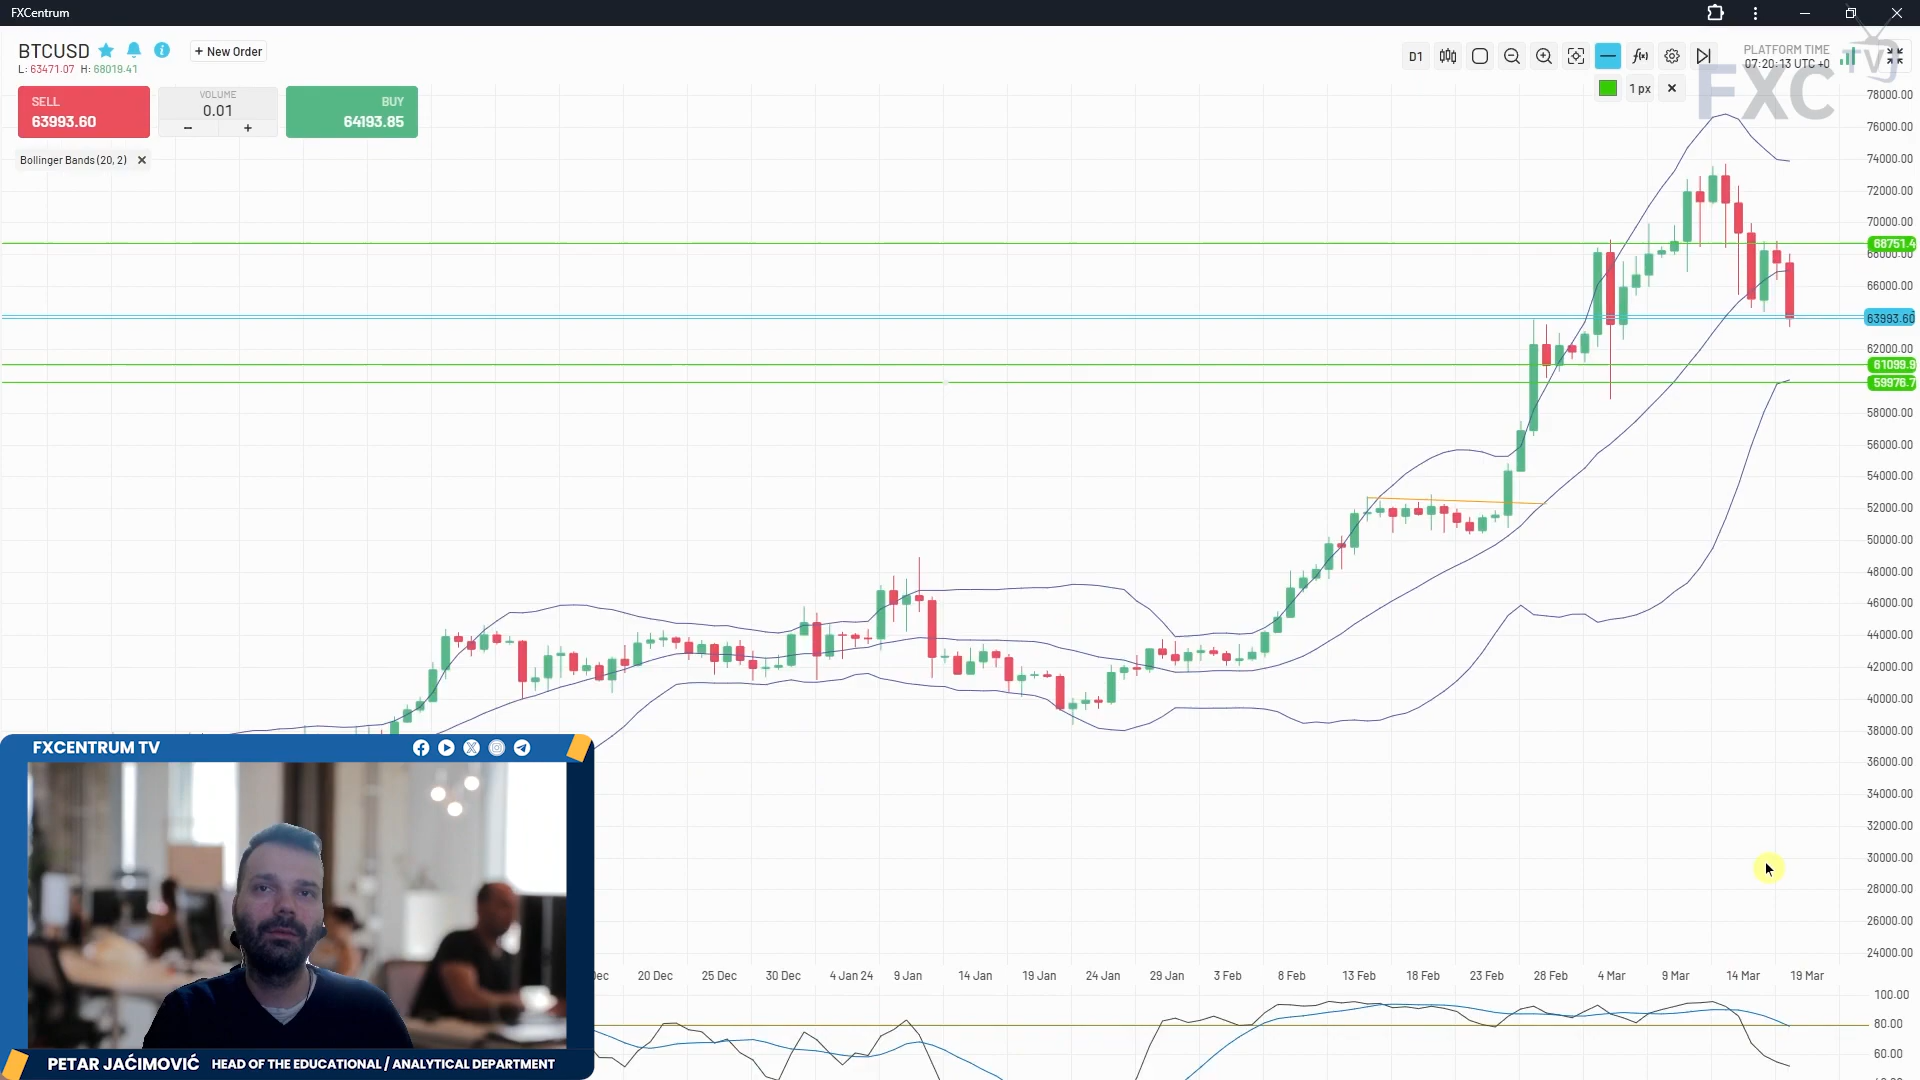 FXCentrum
BTCUSD
+ New Order
L: 63471.07 H: 68019.41
SELL
63993.60
VOLUME
0.01
BUY
64193.85
Bollinger Bands (20, 2)
D1
PLATFORM TIME
07:20:13 UTC +0
1 px
FXC TV
78000.00
76000.00
74000.00
72000.00
70000.00
68751.4
68000.00
66000.00
63993.60
62000.00
61099.9
59976.7
58000.00
56000.00
54000.00
52000.00
50000.00
48000.00
46000.00
44000.00
42000.00
40000.00
38000.00
36000.00
34000.00
32000.00
30000.00
28000.00
26000.00
24000.00
Dec 20 Dec 25 Dec 30 Dec 4 Jan 24 9 Jan 14 Jan 19 Jan 24 Jan 29 Jan 3 Feb 8 Feb 13 Feb 18 Feb 23 Feb 28 Feb 4 Mar 9 Mar 14 Mar 19 Mar
100.00
80.00
60.00
FXCENTRUM TV
PETAR JAĆIMOVIĆ HEAD OF THE EDUCATIONAL / ANALYTICAL DEPARTMENT